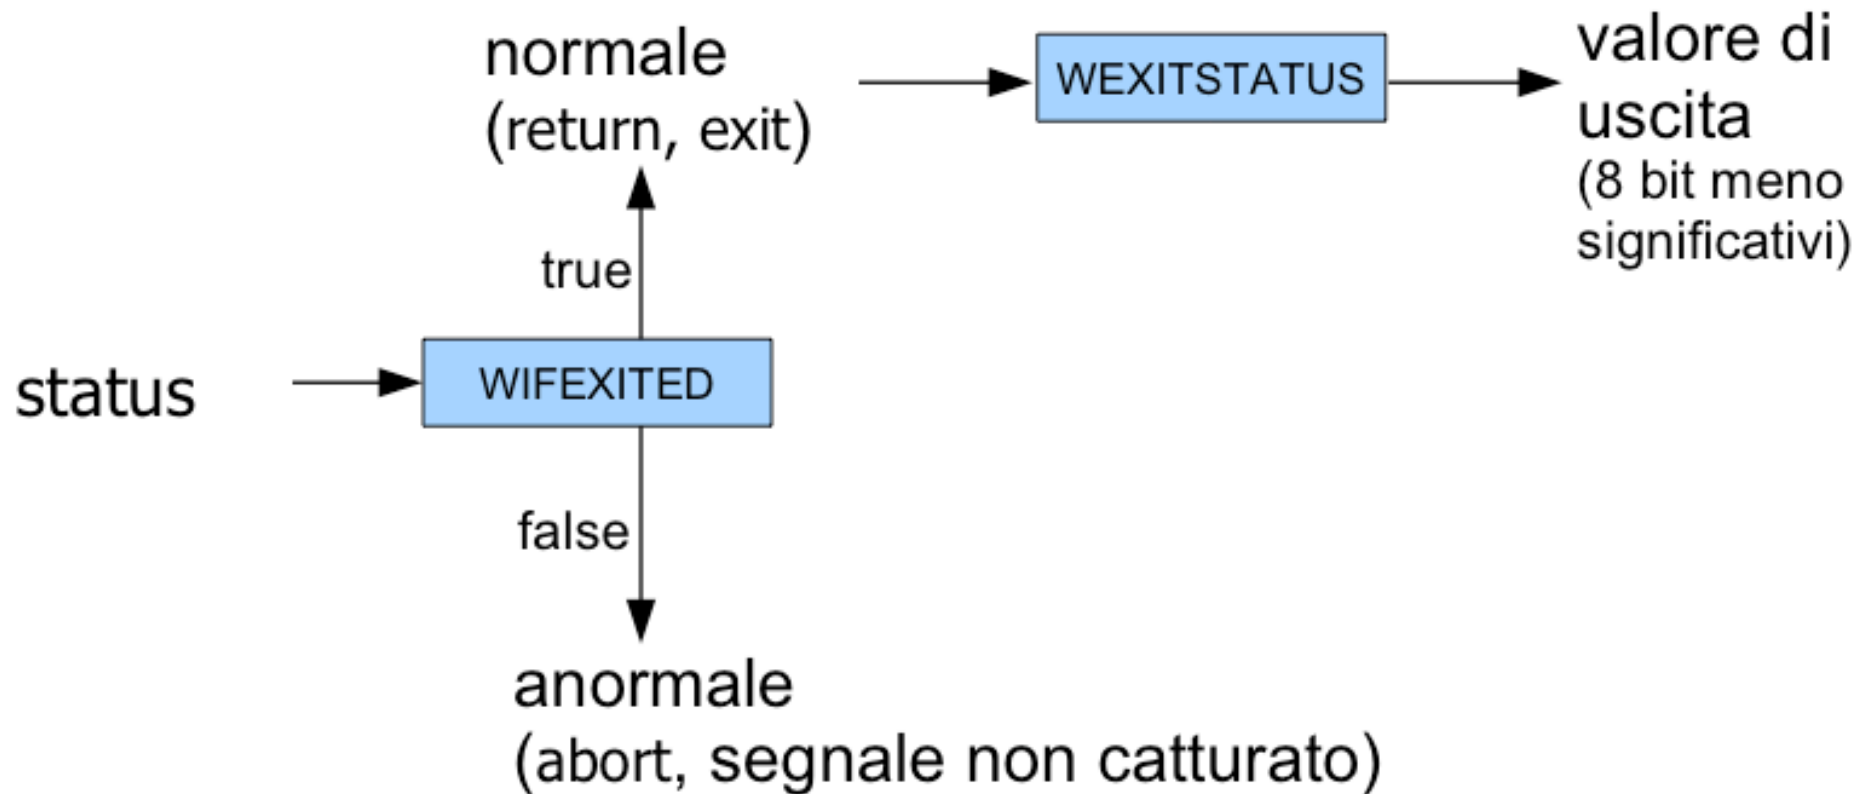 normale
(return, exit)
WEXITSTATUS
valore di
uscita
(8 bit meno
significativi)
true
status
WIFEXITED
false
anormale
(abort, segnale non catturato)